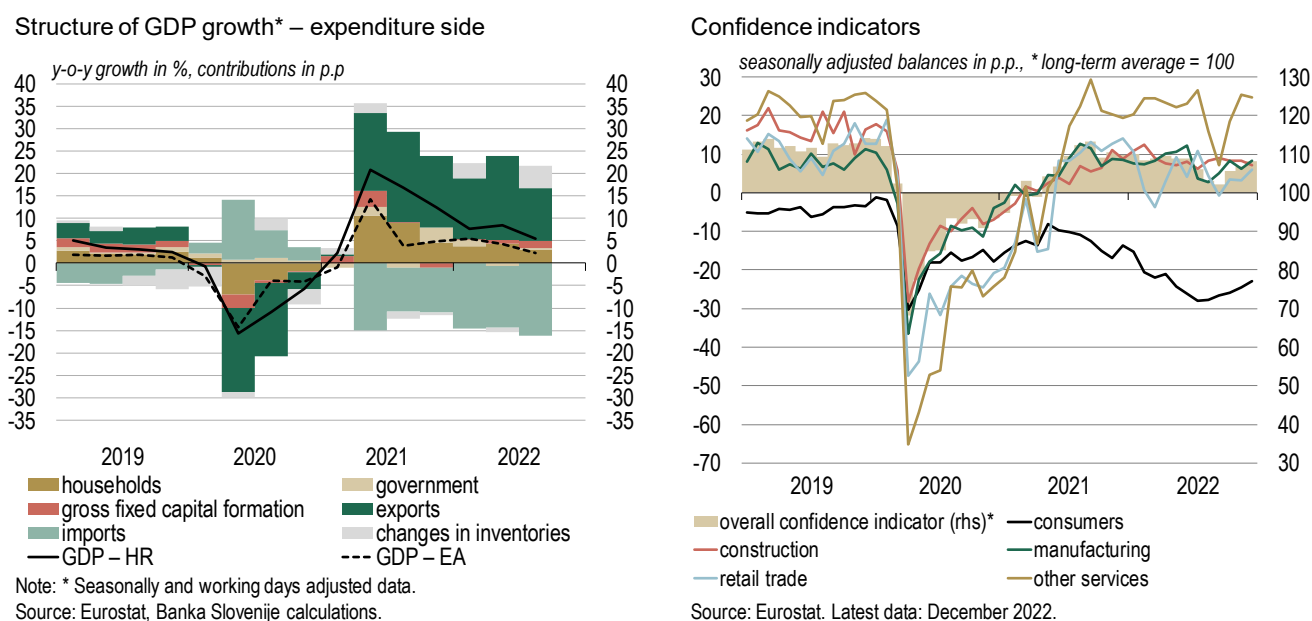 Structure of GDP growth* – expenditure side
y-o-y growth in %, contributions in p.p
40 40
35 35
30 30
25 25
20 20
15 15
10 10
5 5
0 0
-5 -5
-10 -10
-15 -15
-20 -20
-25 -25
-30 -30
-35 -35
2019 2020 2021 2022
households government
gross fixed capital formation exports
imports changes in inventories
GDP – HR GDP – EA
Note: * Seasonally and working days adjusted data.
Source: Eurostat, Banka Slovenije calculations.
Confidence indicators
seasonally adjusted balances in p.p., * long-term average = 100
30 130
20 120
10 110
0 100
-10 90
-20 80
-30 70
-40 60
-50 50
-60 40
-70 30
2019 2020 2021 2022
overall confidence indicator (rhs)* consumers
construction manufacturing
retail trade other services
Source: Eurostat. Latest data: December 2022.